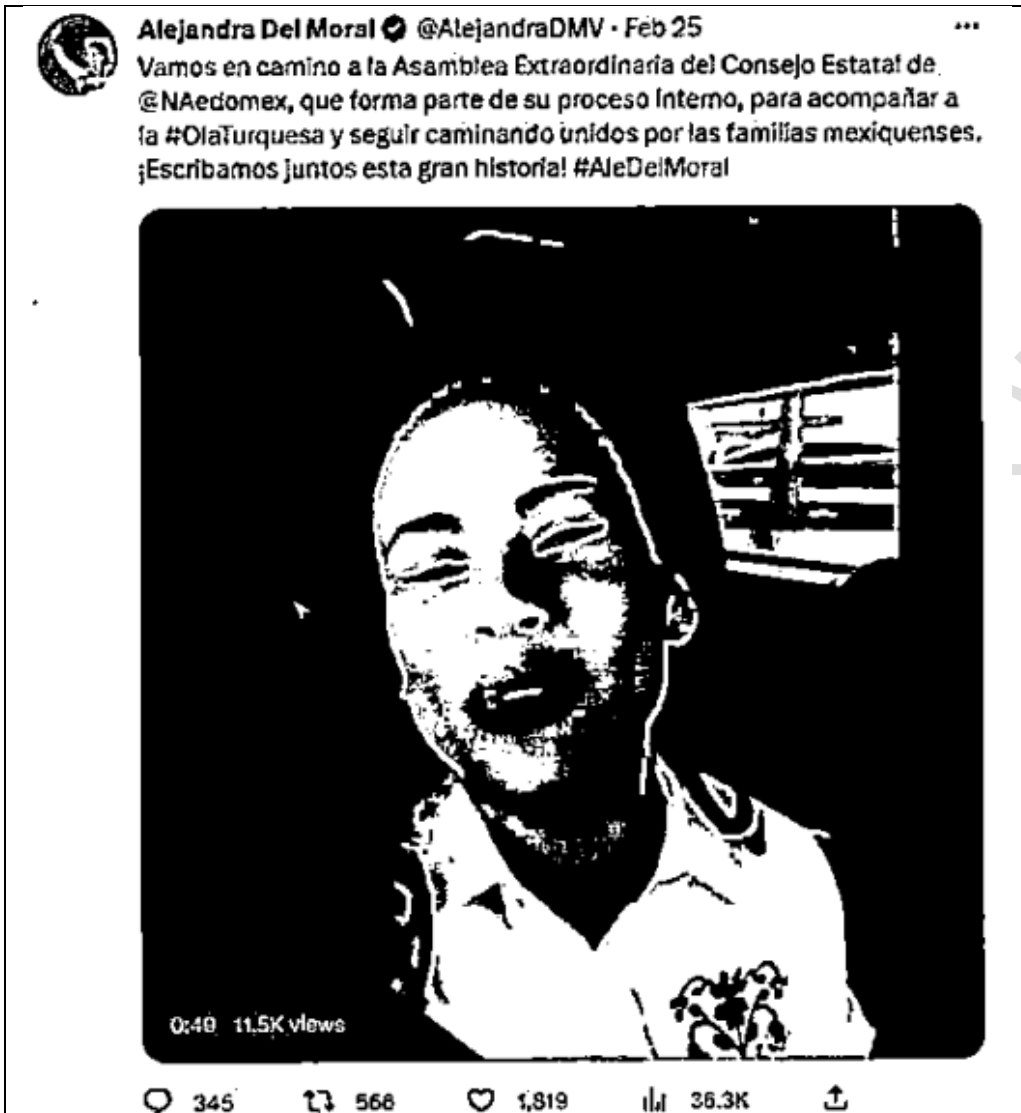 Alejandra Del Moral @AlejandraDMV · Feb 25
Vamos en camino a la Asamblea Extraordinaria del Consejo Estatal de
@NAedomex, que forma parte de su proceso interno, para acompañar a
la #OlaTurquesa y seguir caminando unidos por las familias mexiquenses.
¡Escribamos juntos esta gran historia! #AleDelMoral
0:40 11.5K views
345 566 1,819 36.3K